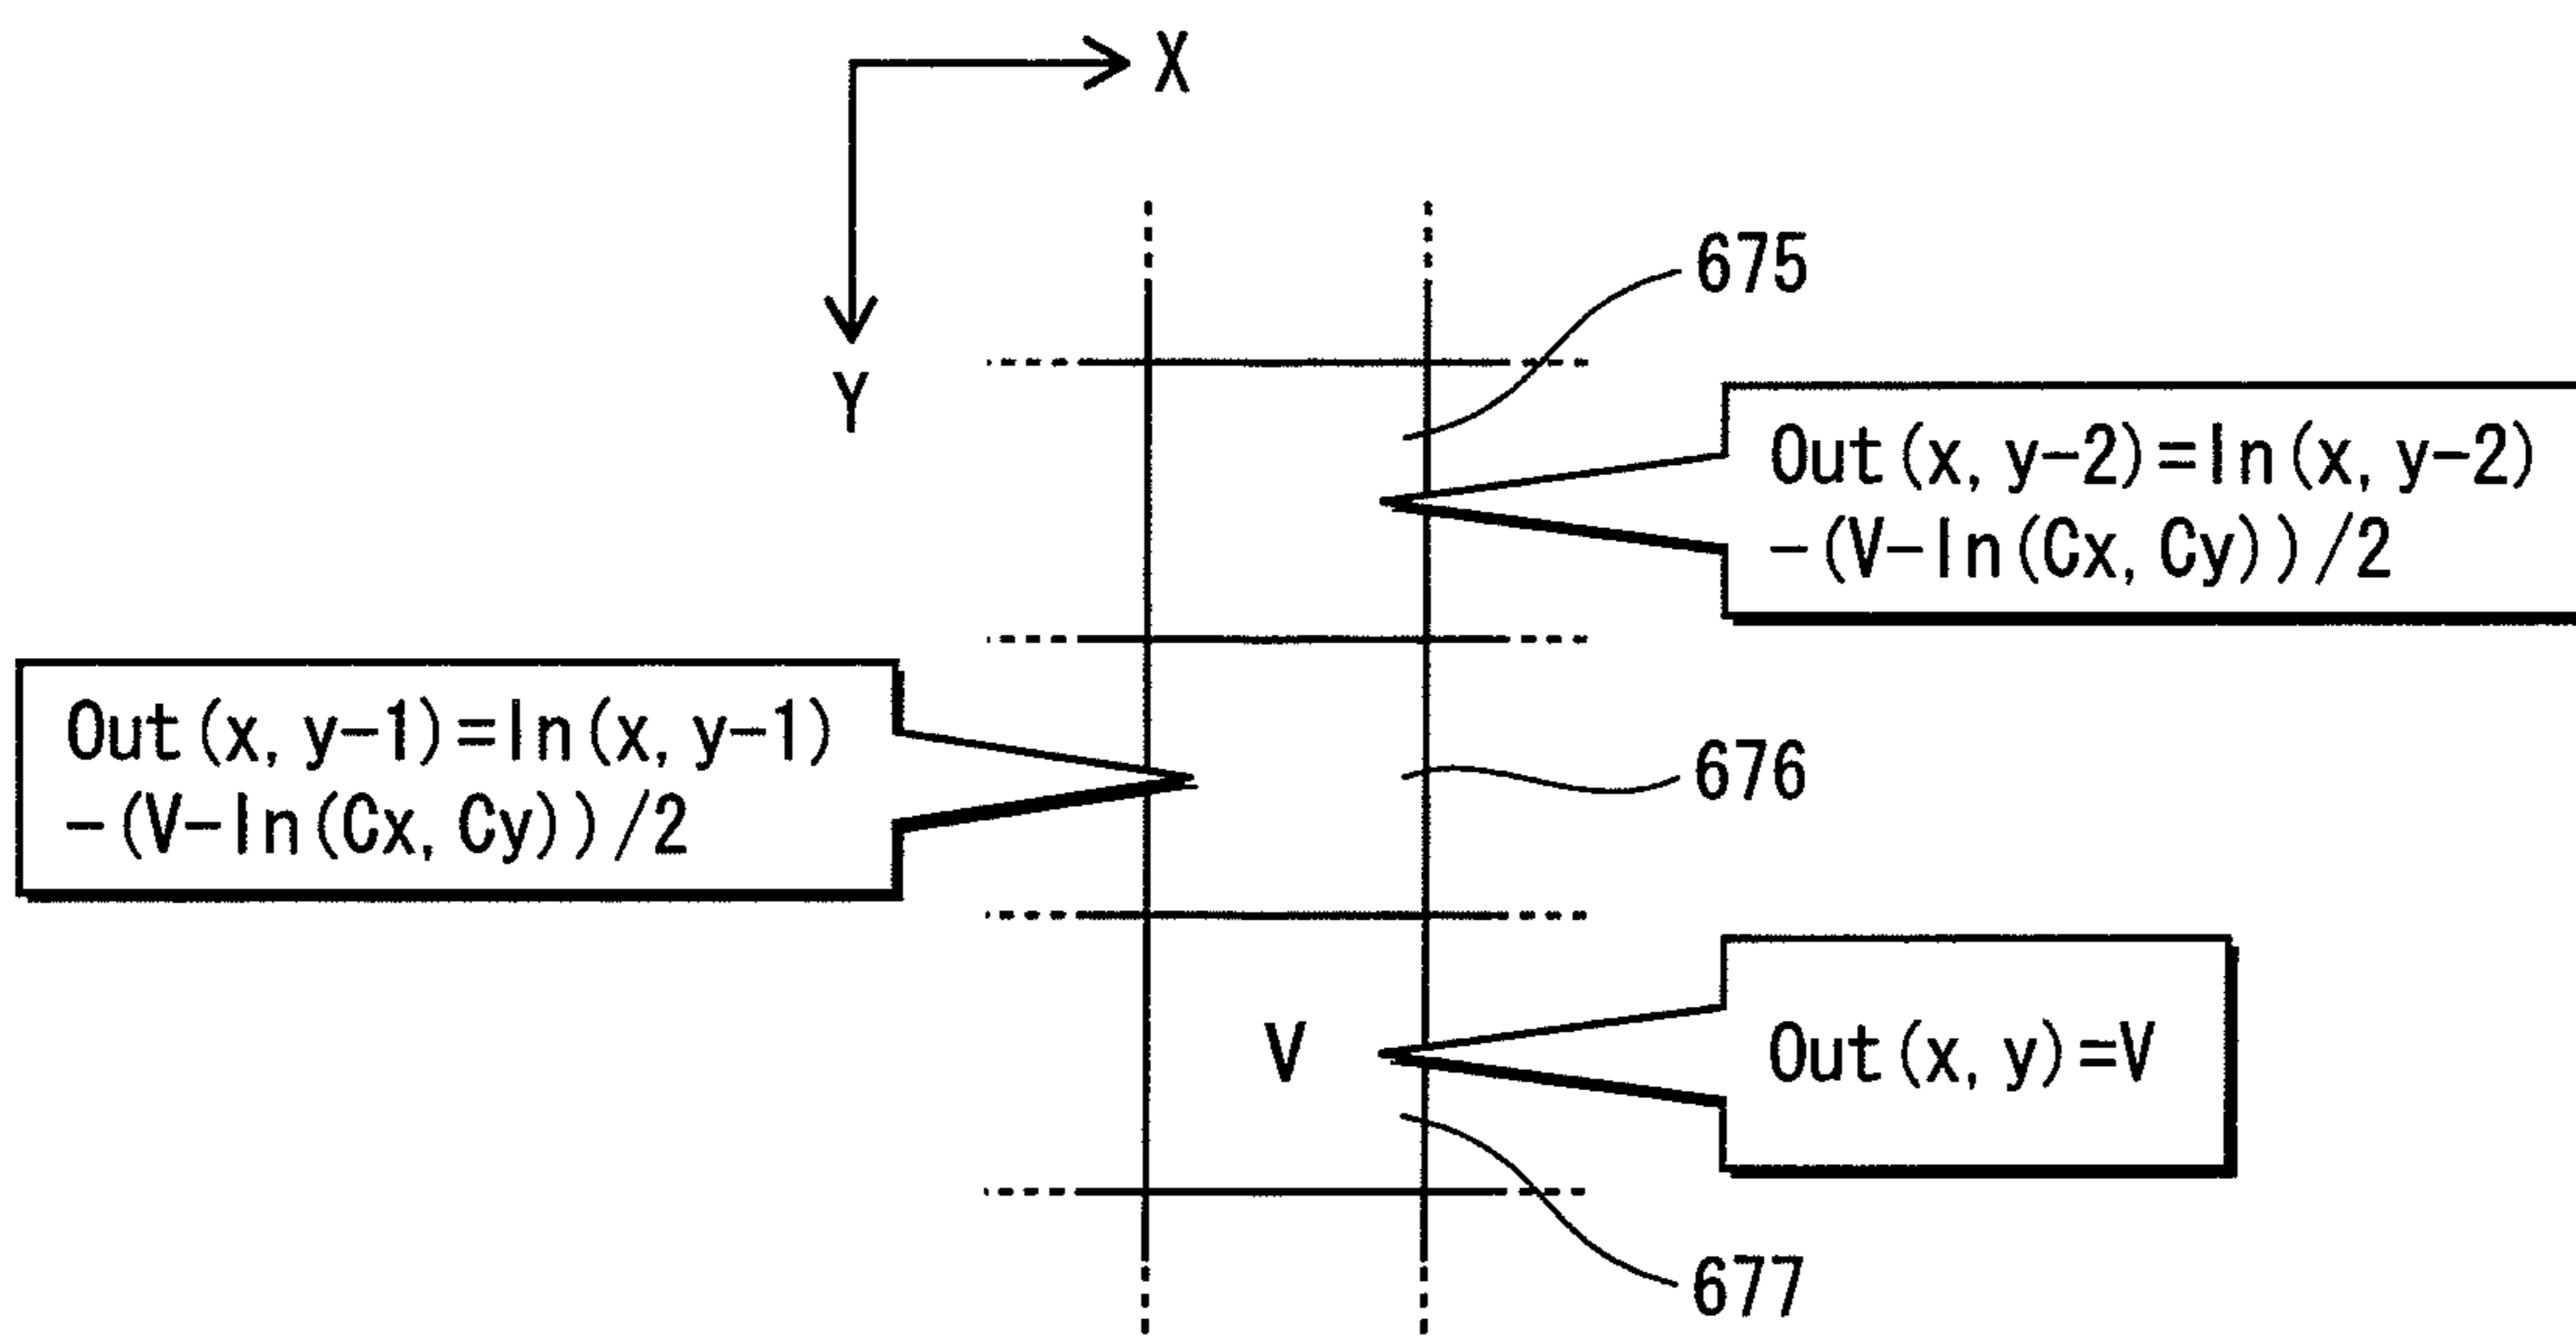 X
Y
675
Out(x, y-2)=In(x, y-2)
-(V-In(Cx, Cy))/2
Out(x, y-1)=In(x, y-1)
-(V-In(Cx, Cy))/2
676
V
Out(x, y)=V
677